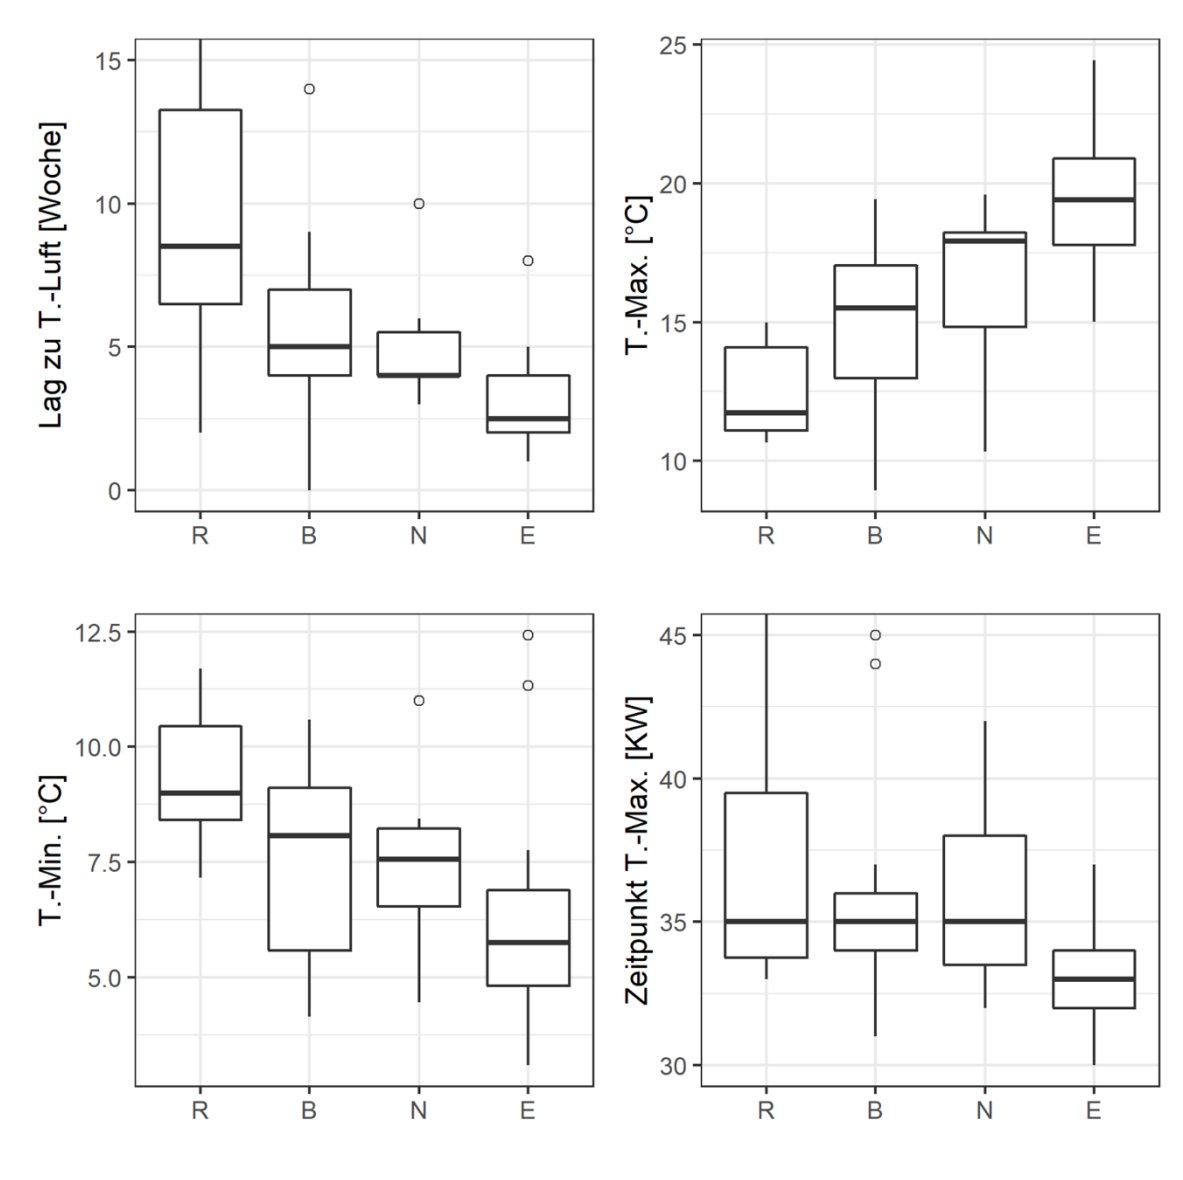 Lag zu T.-Luft [Woche]
15
10
5
0
R B N E
T.-Max. [°C]
25
20
15
10
R B N E
T.-Min. [°C]
12.5
10.0
7.5
5.0
R B N E
Zeitpunkt T.-Max. [KW]
45
40
35
30
R B N E